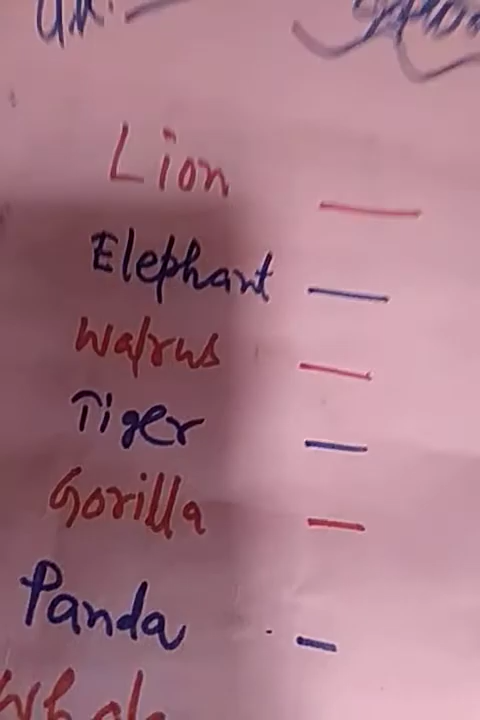 Lion —
Elephant —
Walrus —
Tiger —
Gorilla —
Panda —